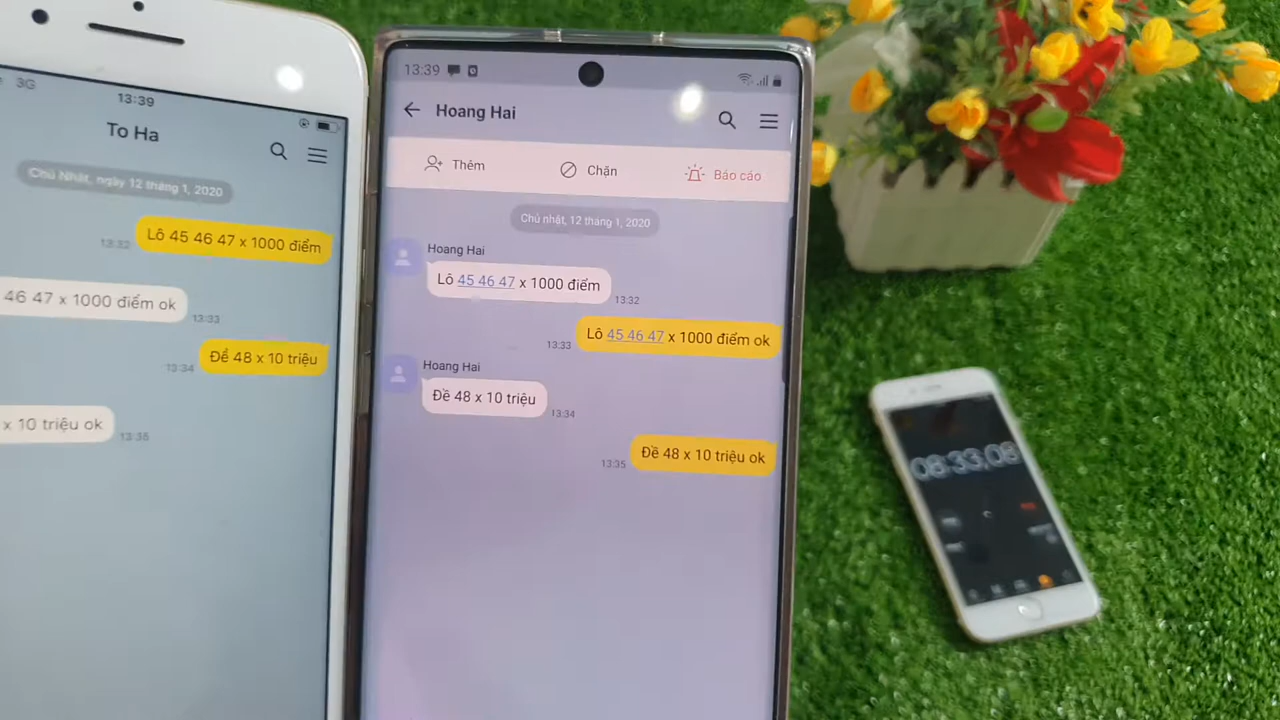 3G
13:39
To Ha
Chủ Nhật, ngày 12 tháng 1, 2020
Lô 45 46 47 x 1000 điểm
13:32
46 47 x 1000 điểm ok
13:33
Đề 48 x 10 triệu
13:34
x 10 triệu ok
13:35
13:39
Hoang Hai
Thêm
Chặn
Báo cáo
Chủ nhật, 12 tháng 1, 2020
Hoang Hai
Lô 45 46 47 x 1000 điểm
13:32
Lô 45 46 47 x 1000 điểm ok
13:33
Hoang Hai
Đề 48 x 10 triệu
13:34
Đề 48 x 10 triệu ok
13:35
08:33,08